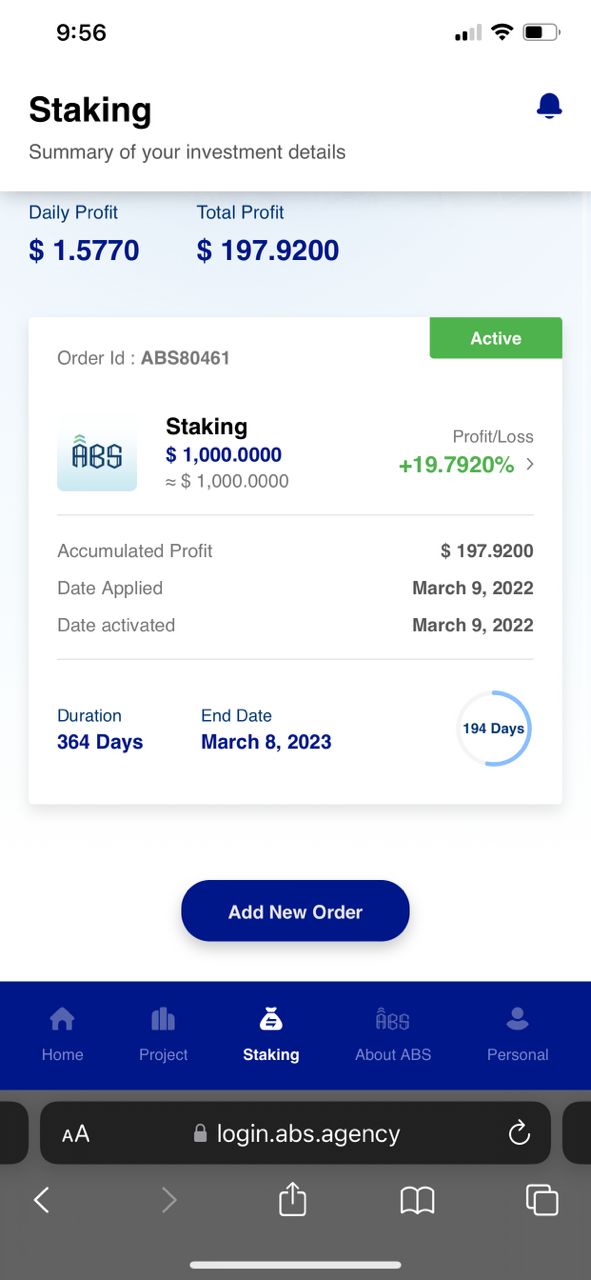 9:56
Staking
Summary of your investment details
Daily Profit Total Profit
$ 1.5770 $ 197.9200
Active
Order Id : ABS80461
ABS
Staking
$ 1,000.0000
≈ $ 1,000.0000
Profit/Loss
+19.7920%
Accumulated Profit $ 197.9200
Date Applied March 9, 2022
Date activated March 9, 2022
Duration End Date
364 Days March 8, 2023
194 Days
Add New Order
ABS
Home Project Staking About ABS Personal
AA login.abs.agency